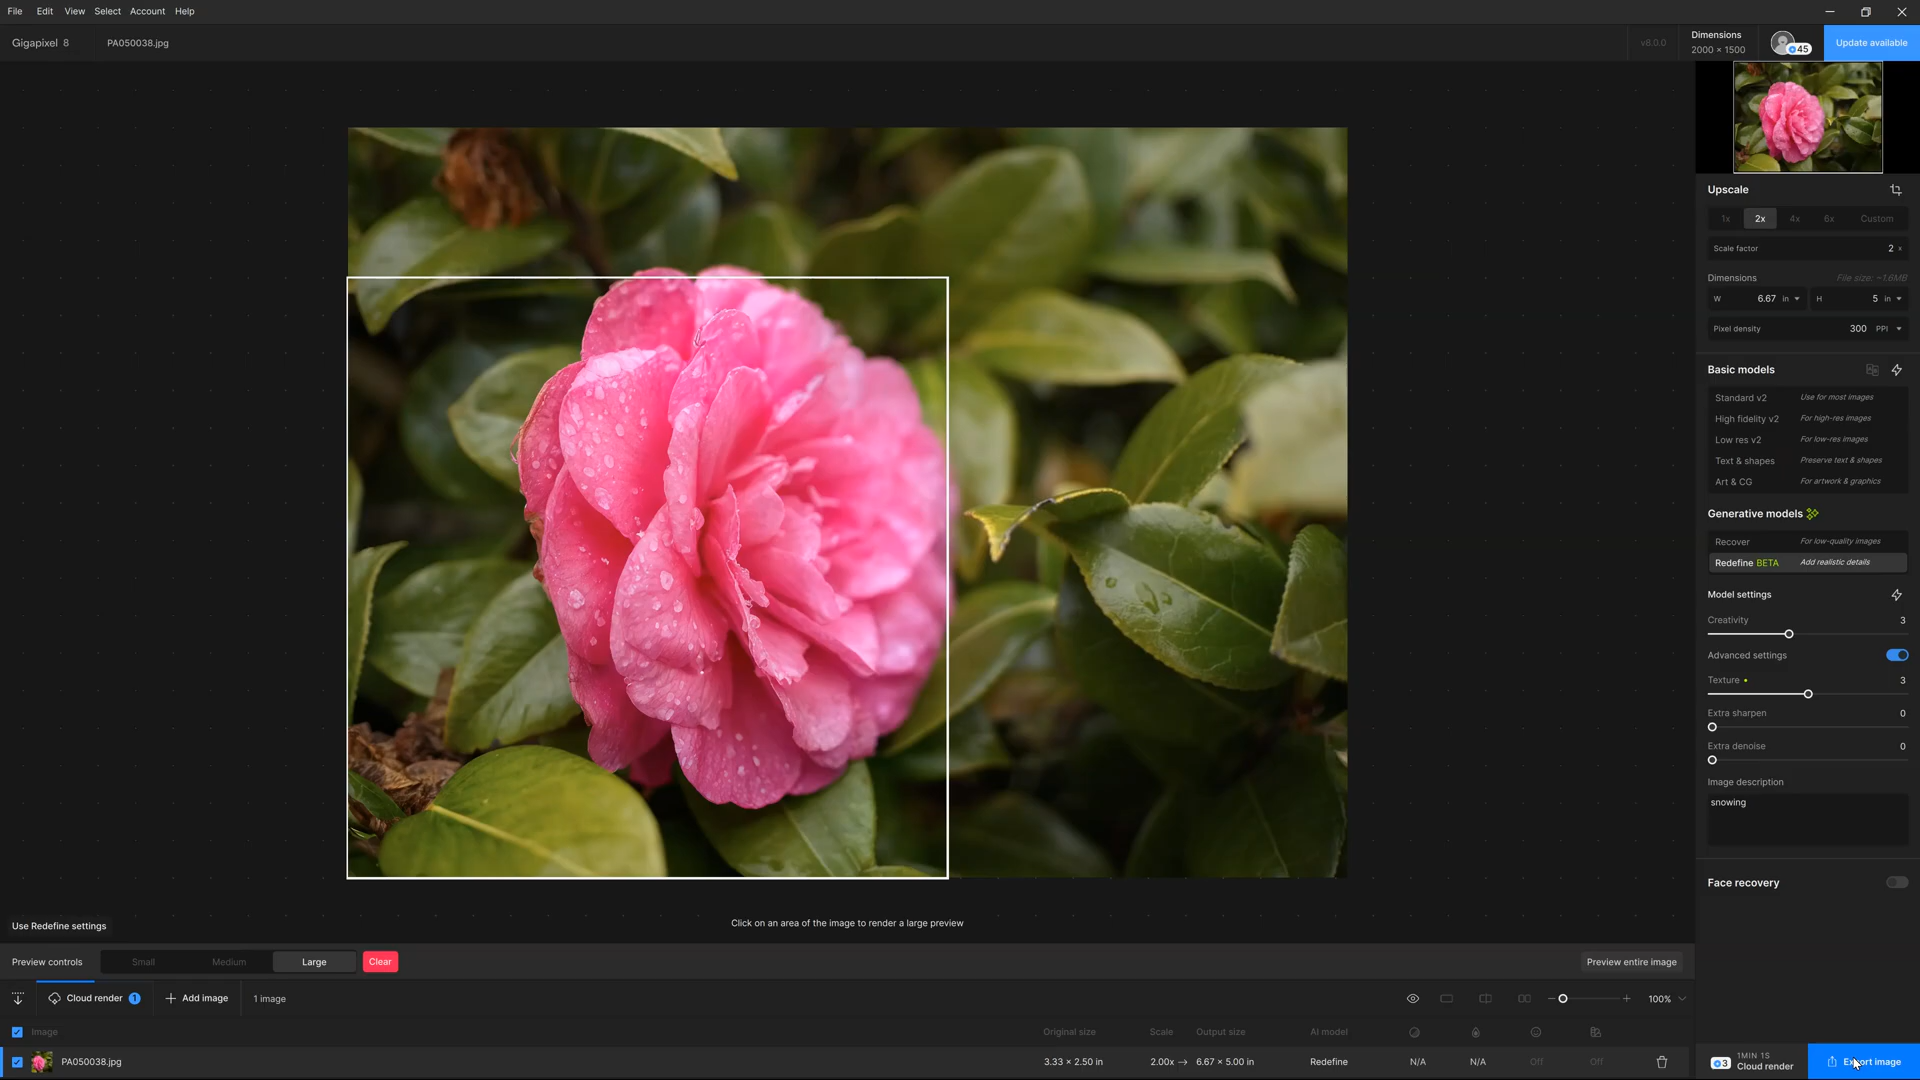 File Edit View Select Account Help
Gigapixel 8 PA050038.jpg v8.0.0 Dimensions 2000 × 1500 45 Update available
Upscale
1x 2x 4x 6x Custom
Scale factor 2 x
Dimensions File size: ~1.6MB
W 6.67 in H 5 in
Pixel density 300 PPI
Basic models
Standard v2 Use for most images
High fidelity v2 For high-res images
Low res v2 For low-res images
Text & shapes Preserve text & shapes
Art & CG For artwork & graphics
Generative models
Recover For low-quality images
Redefine BETA Add realistic details
Model settings
Creativity 3
Advanced settings
Texture 3
Extra sharpen 0
Extra denoise 0
Image description
snowing
Face recovery
Use Redefine settings Click on an area of the image to render a large preview
Preview controls Small Medium Large Clear Preview entire image
Cloud render 1 + Add image 1 image 100%
Image Original size Scale Output size AI model
PA050038.jpg 3.33 × 2.50 in 2.00x → 6.67 × 5.00 in Redefine N/A N/A Off Off
3 1MIN 1S Cloud render Export image